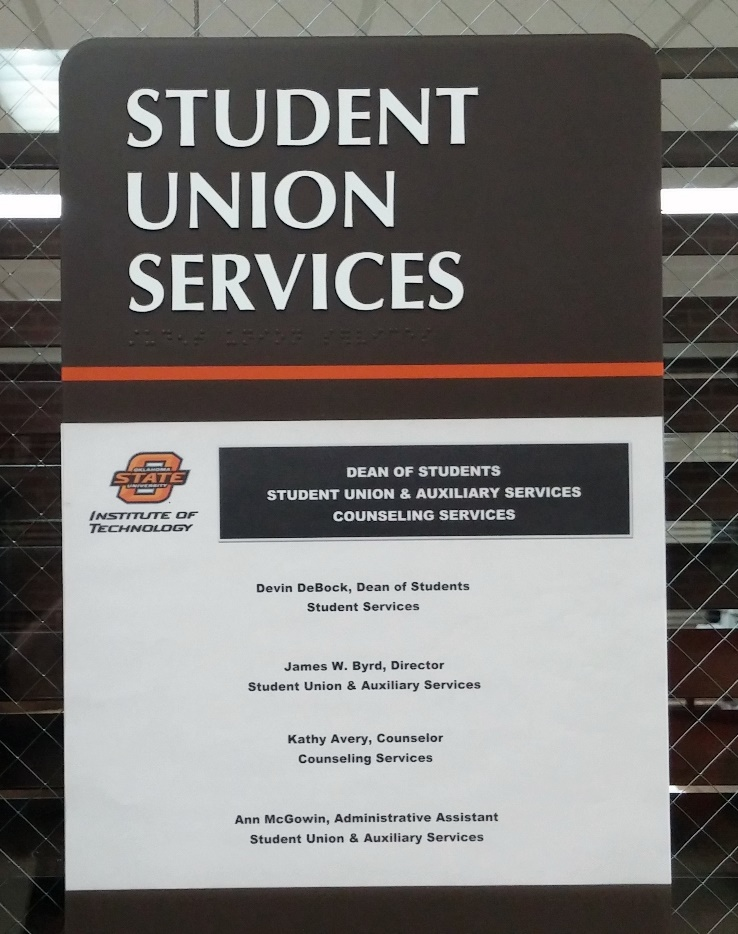 STUDENT
UNION
SERVICES
OKLAHOMA
STATE
UNIVERSITY
INSTITUTE OF
TECHNOLOGY
DEAN OF STUDENTS
STUDENT UNION & AUXILIARY SERVICES
COUNSELING SERVICES
Devin DeBock, Dean of Students
Student Services
James W. Byrd, Director
Student Union & Auxiliary Services
Kathy Avery, Counselor
Counseling Services
Ann McGowin, Administrative Assistant
Student Union & Auxiliary Services